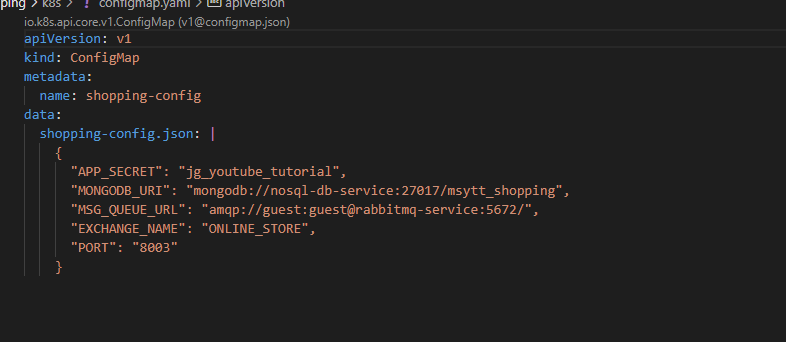 ping > k8s > ! configmap.yaml > apiVersion
io.k8s.api.core.v1.ConfigMap (v1@configmap.json)
apiVersion: v1
kind: ConfigMap
metadata:
  name: shopping-config
data:
  shopping-config.json: |
    {
      "APP_SECRET": "jg_youtube_tutorial",
      "MONGODB_URI": "mongodb://nosql-db-service:27017/msytt_shopping",
      "MSG_QUEUE_URL": "amqp://guest:guest@rabbitmq-service:5672/",
      "EXCHANGE_NAME": "ONLINE_STORE",
      "PORT": "8003"
    }